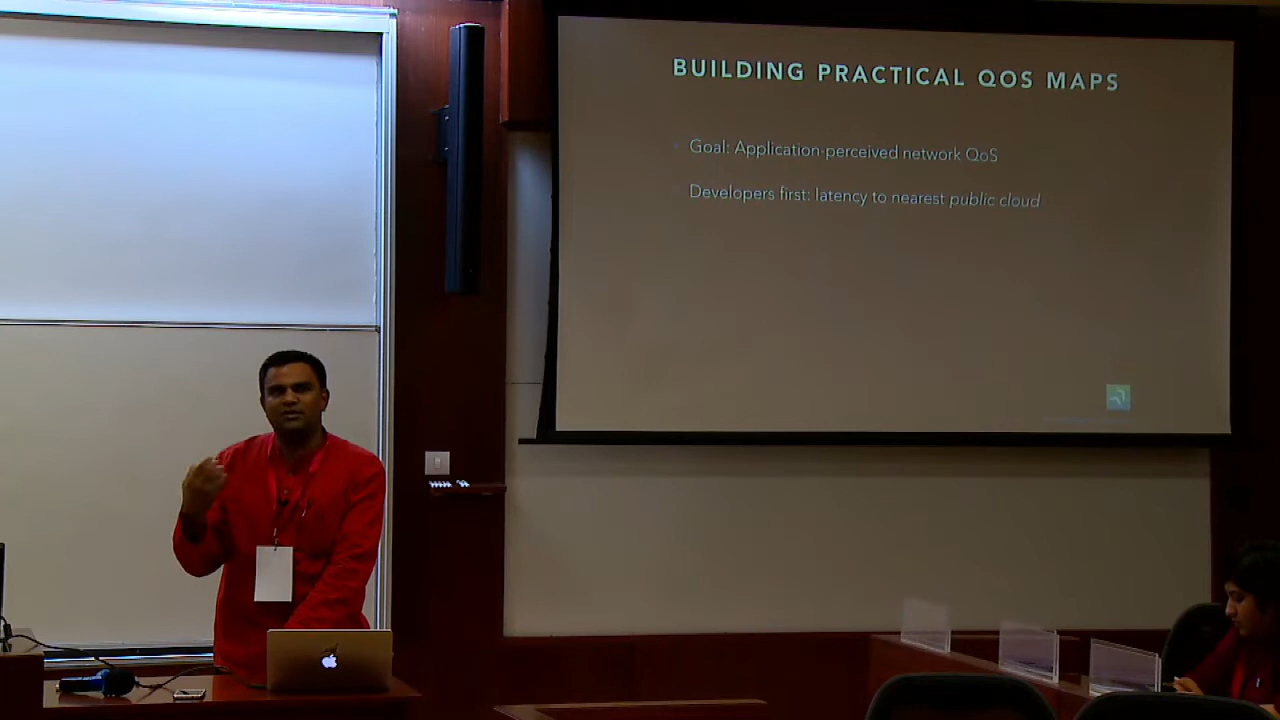 BUILDING PRACTICAL QOS MAPS
Goal: Application-perceived network QoS
Developers first: latency to nearest public cloud